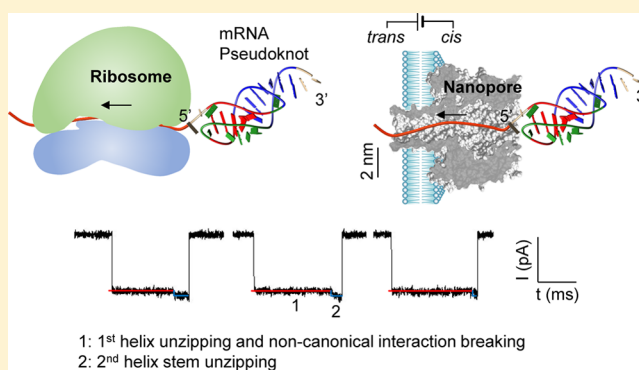 mRNA
Pseudoknot
Ribosome
5’
3’
trans
cis
Nanopore
5’
3’
2 nm
1
2
I (pA)
t (ms)
1: 1st helix unzipping and non-canonical interaction breaking
2: 2nd helix stem unzipping